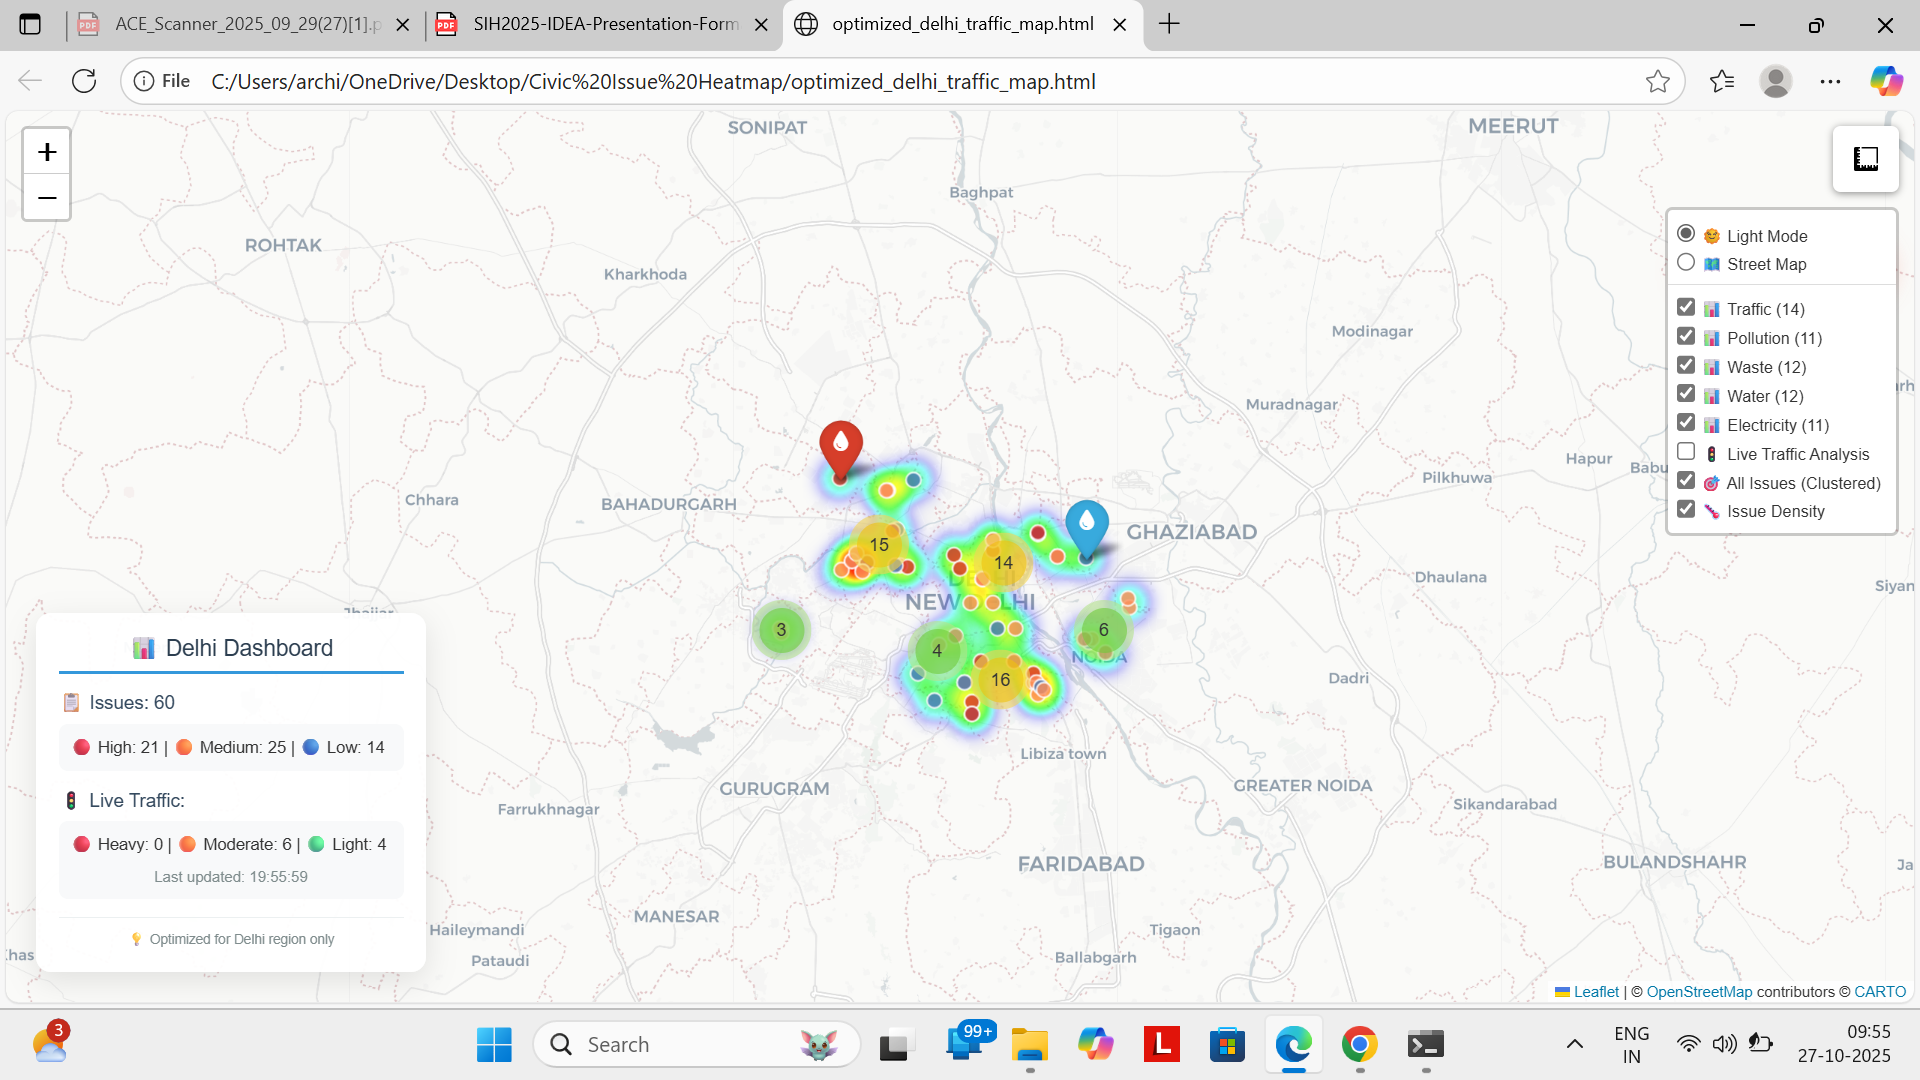 ACE_Scanner_2025_09_29(27)[1].p
SIH2025-IDEA-Presentation-Form
optimized_delhi_traffic_map.html
File
C:/Users/archi/OneDrive/Desktop/Civic%20Issue%20Heatmap/optimized_delhi_traffic_map.html
+
−
SONIPAT
MEERUT
Baghpat
ROHTAK
Kharkhoda
Light Mode
Street Map
Traffic (14)
Pollution (11)
Waste (12)
Water (12)
Electricity (11)
Live Traffic Analysis
All Issues (Clustered)
Issue Density
Modinagar
Muradnagar
Hapur
Babu
Pilkhuwa
Chhara
BAHADURGARH
GHAZIABAD
15
14
DELHI
Dhaulana
Siyan
NEW DELHI
Jhajjar
3
4
6
NOIDA
16
Dadri
Libiza town
GURUGRAM
GREATER NOIDA
Farrukhnagar
Sikandarabad
FARIDABAD
BULANDSHAHR
Ja
MANESAR
Haileymandi
Tigaon
Pataudi
Ballabgarh
Khas
Delhi Dashboard
Issues: 60
High: 21 | Medium: 25 | Low: 14
Live Traffic:
Heavy: 0 | Moderate: 6 | Light: 4
Last updated: 19:55:59
Optimized for Delhi region only
Leaflet | © OpenStreetMap contributors © CARTO
3
Search
99+
L
ENG
IN
09:55
27-10-2025